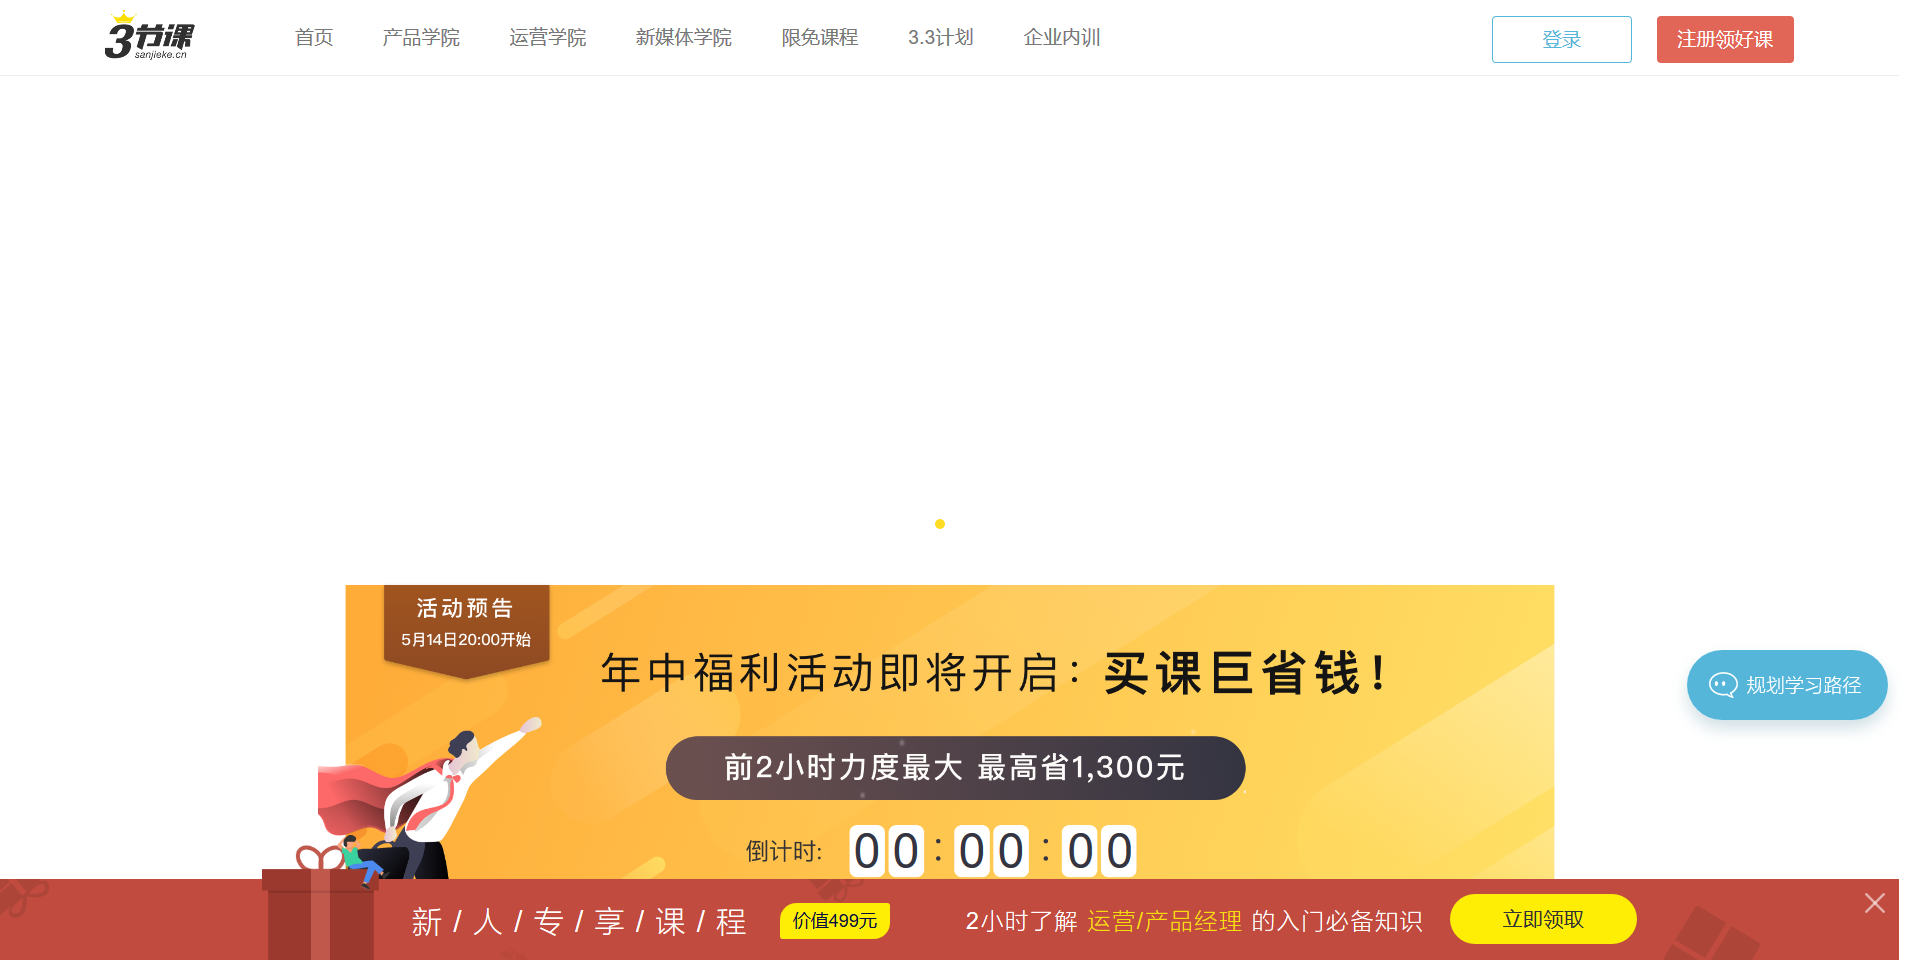 3节课
sanjieke.cn
首页 产品学院 运营学院 新媒体学院 限免课程 3.3计划 企业内训
登录 注册领好课
活动预告
5月14日20:00开始
年中福利活动即将开启：买课巨省钱！
前2小时力度最大 最高省1,300元
倒计时: 00:00:00
规划学习路径
新/人/专/享/课/程 价值499元 2小时了解 运营/产品经理 的入门必备知识 立即领取